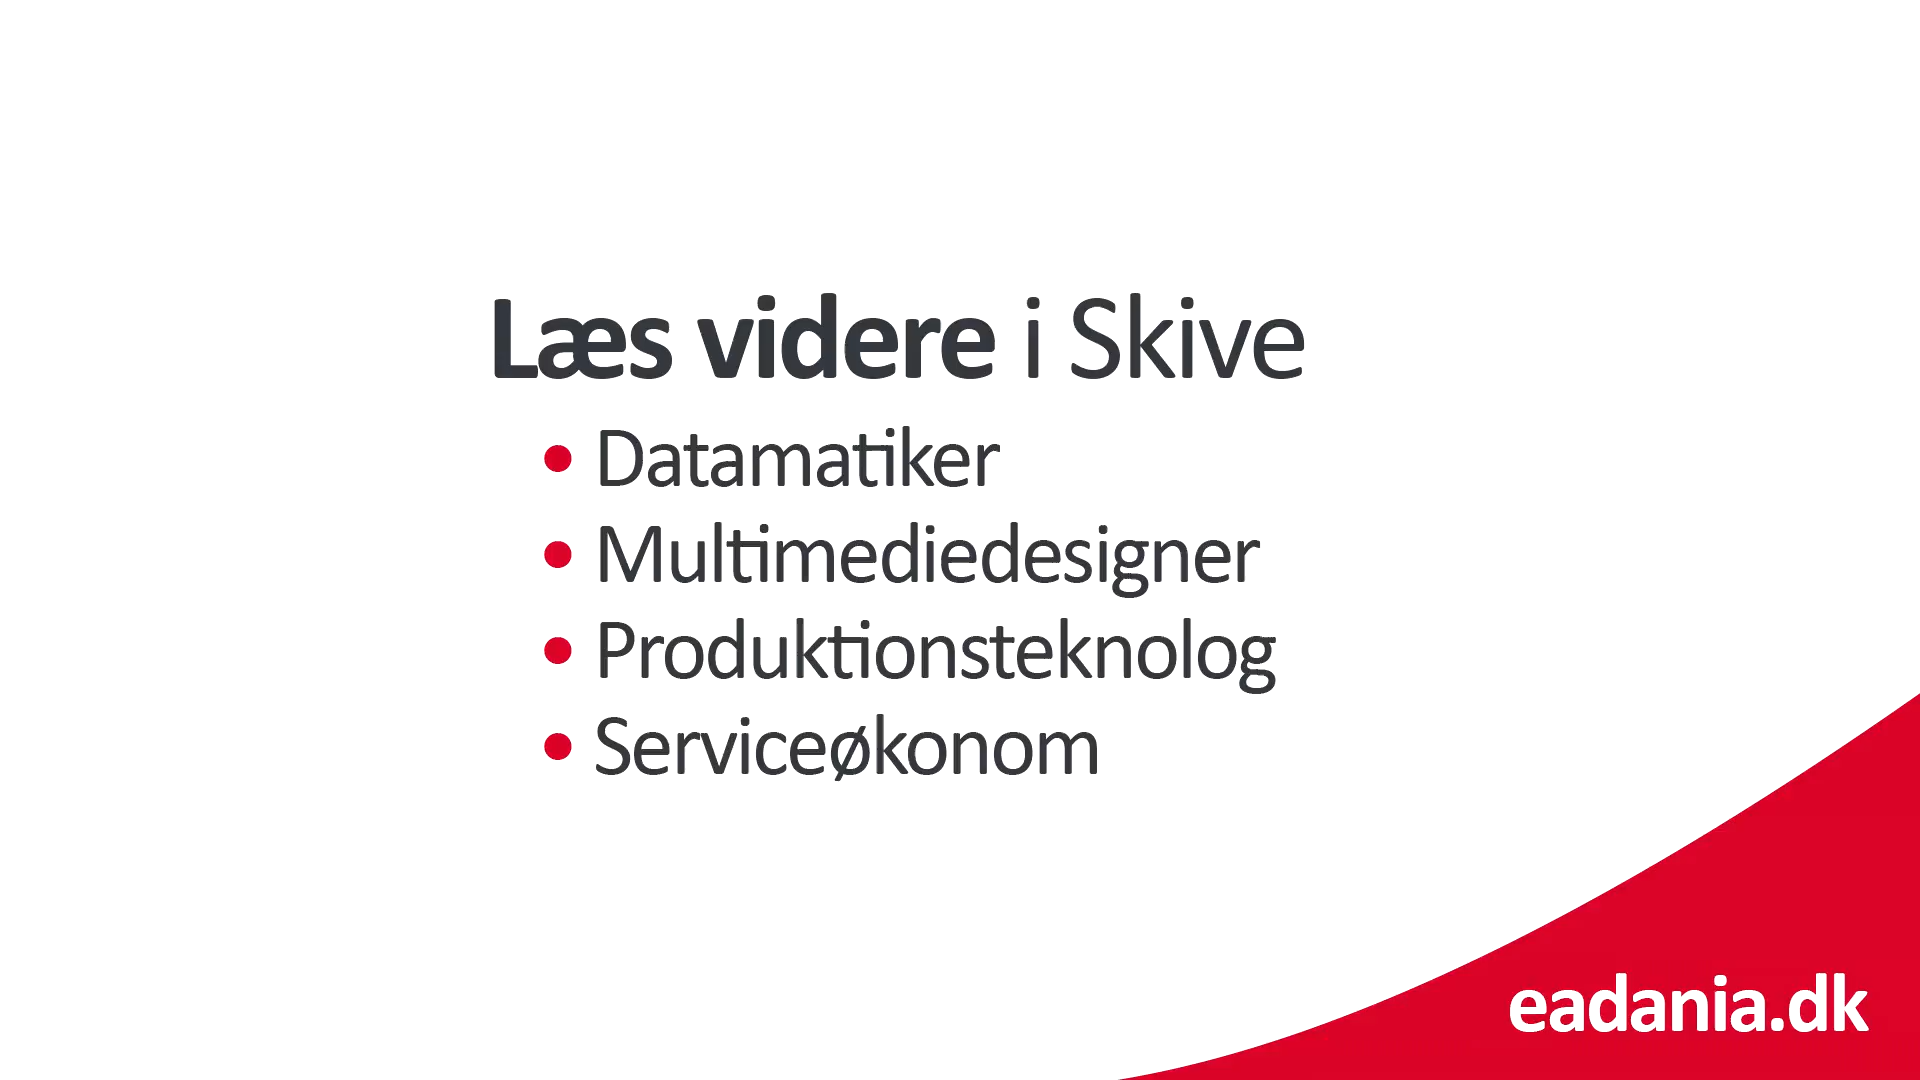 Læs videre i Skive
• Datamatiker
• Multimediedesigner
• Produktionsteknolog
• Serviceøkonom
eadania.dk